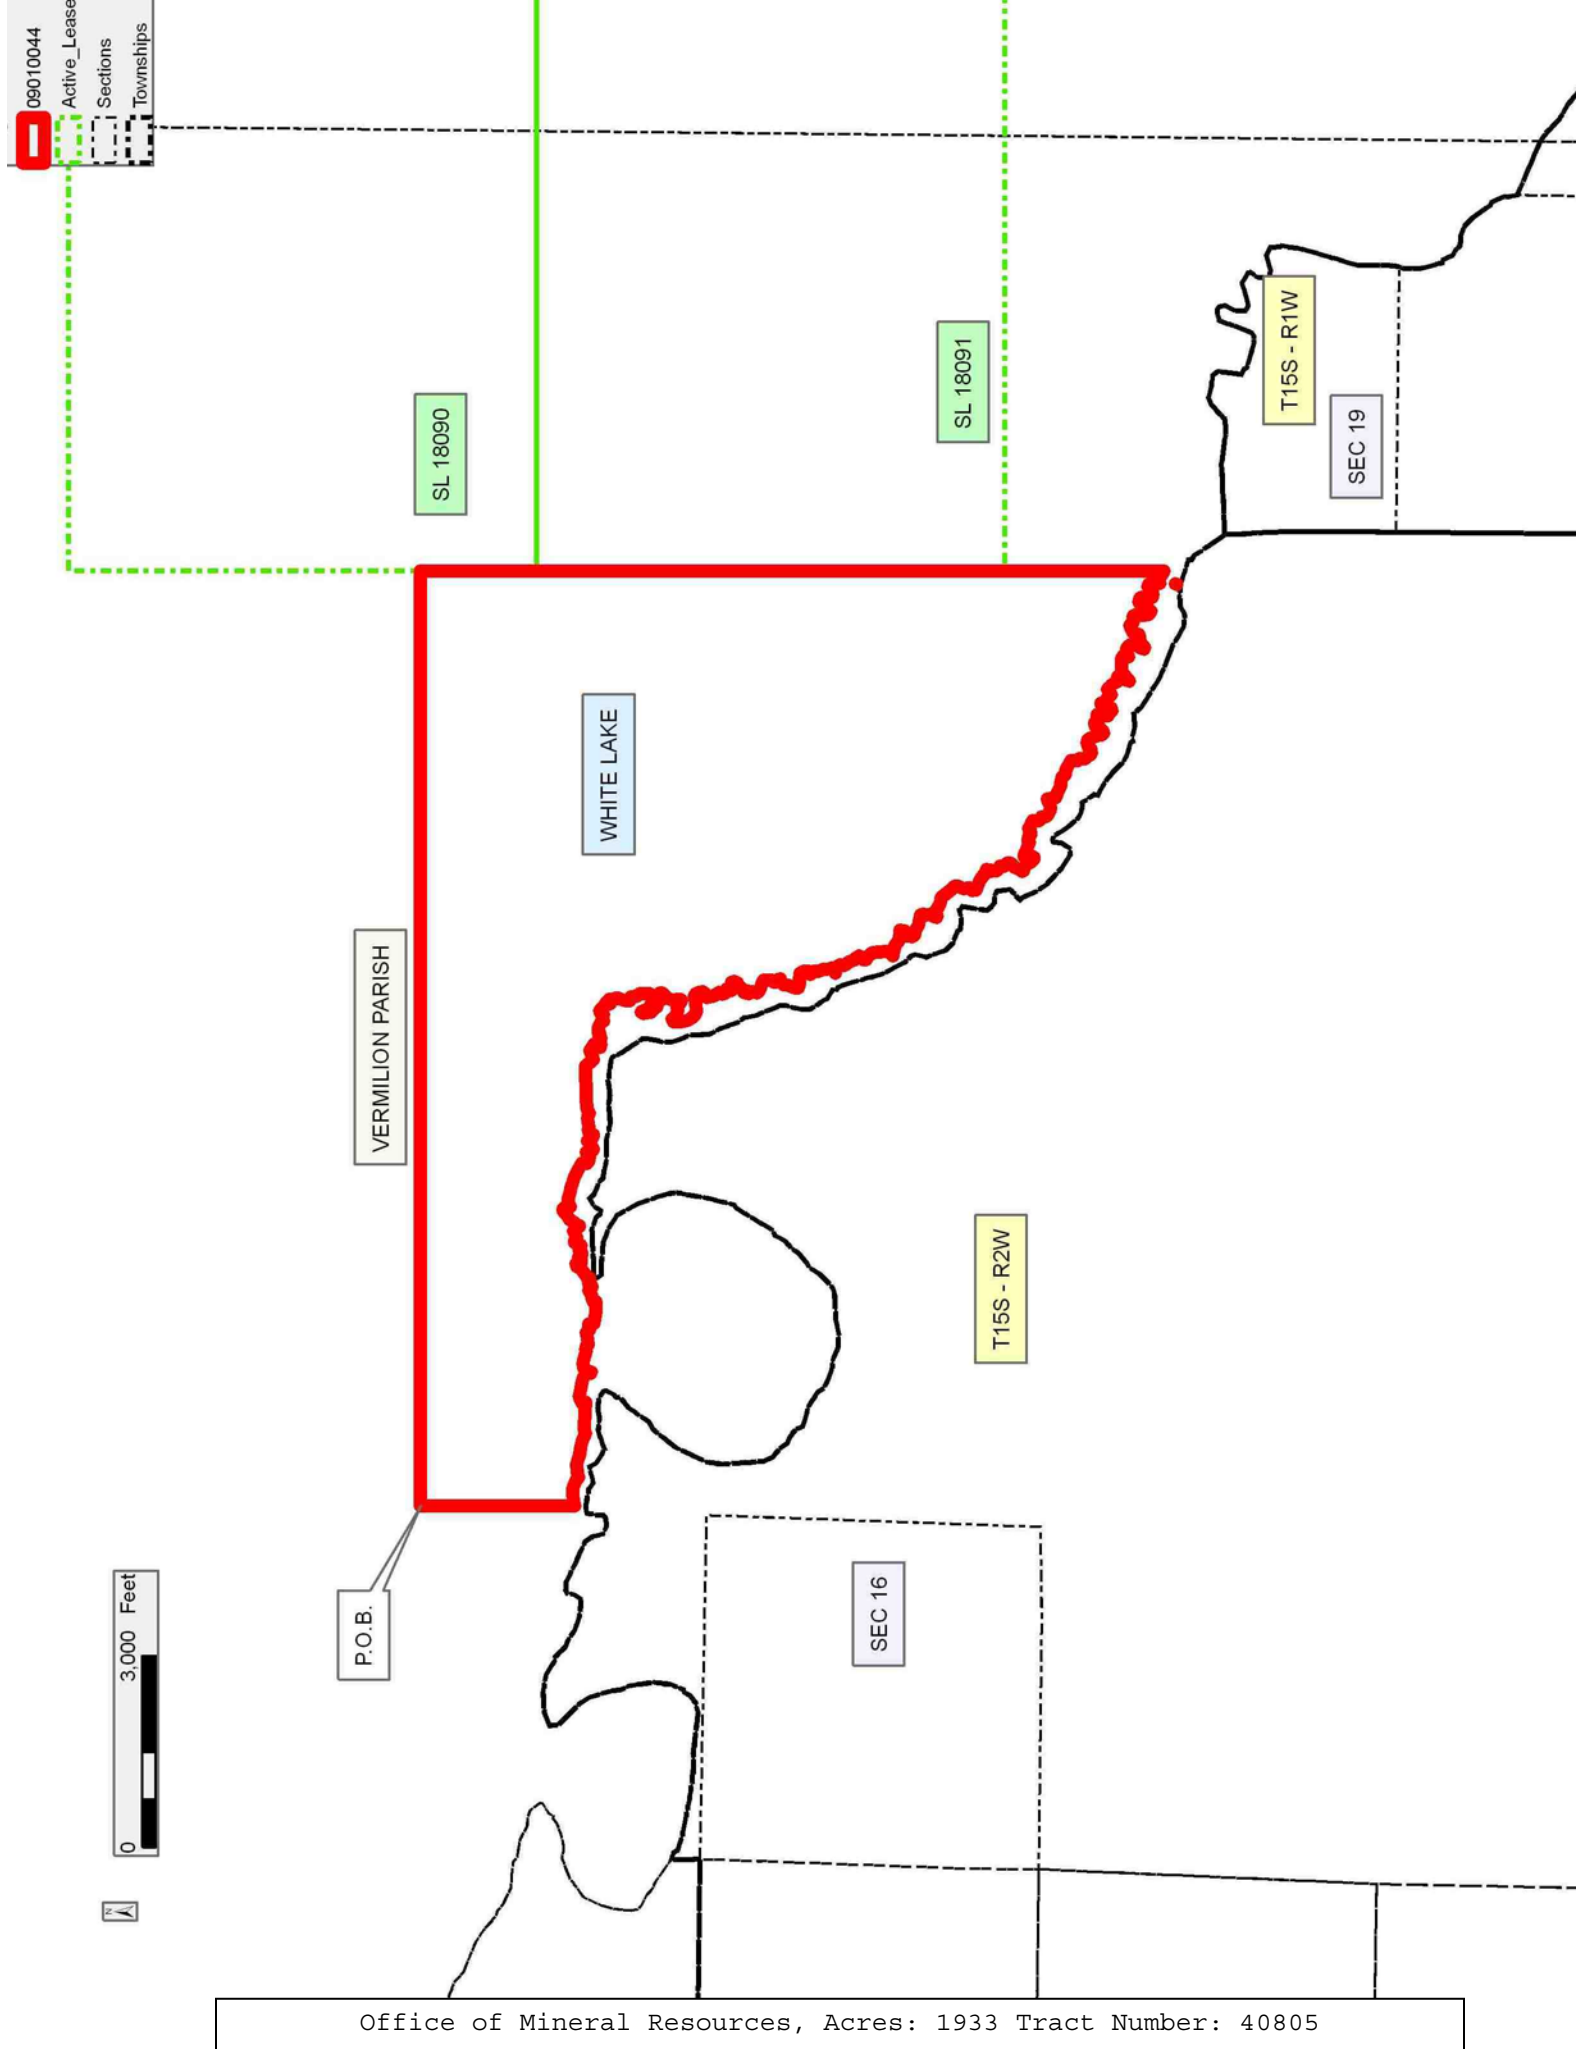 09010044
Active_Lease
Sections
Townships
SL 18090
SL 18091
T15S - R1W
SEC 19
WHITE LAKE
VERMILION PARISH
T15S - R2W
P.O.B.
SEC 16
0 3,000 Feet
N
Office of Mineral Resources, Acres: 1933 Tract Number: 40805